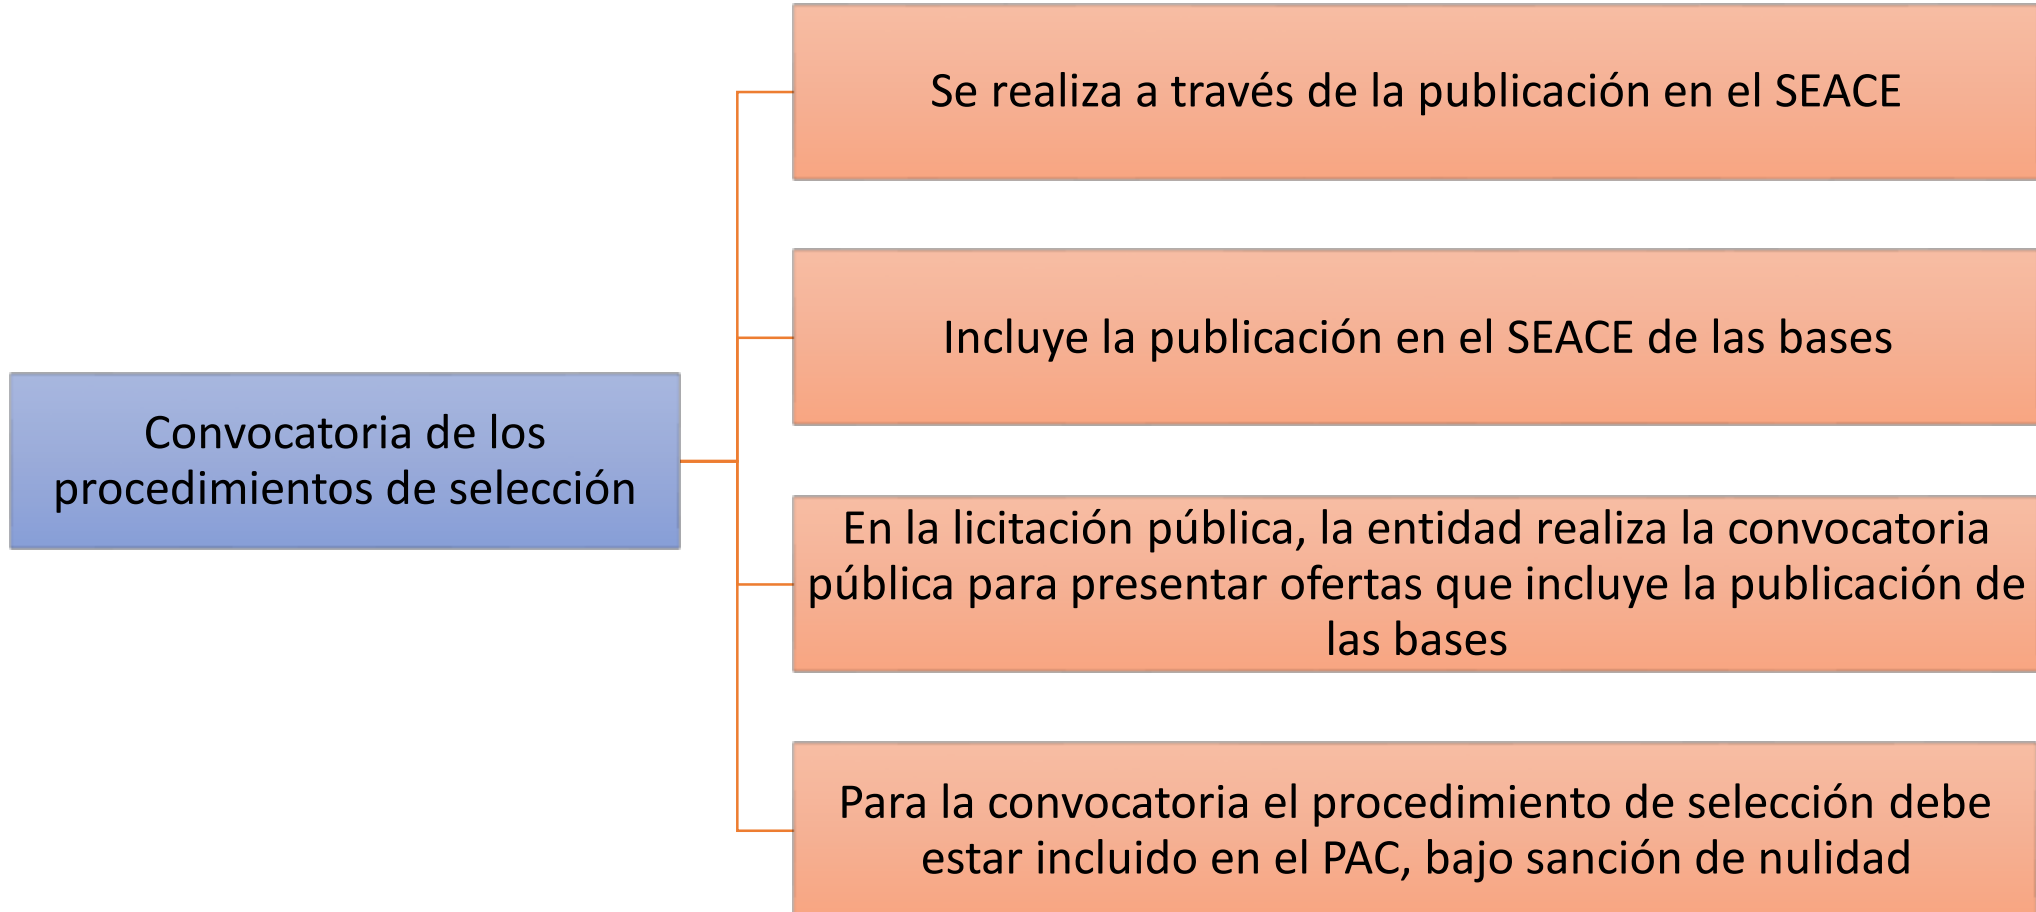 Convocatoria de los
procedimientos de selección
Se realiza a través de la publicación en el SEACE
Incluye la publicación en el SEACE de las bases
En la licitación pública, la entidad realiza la convocatoria
pública para presentar ofertas que incluye la publicación de
las bases
Para la convocatoria el procedimiento de selección debe
estar incluido en el PAC, bajo sanción de nulidad